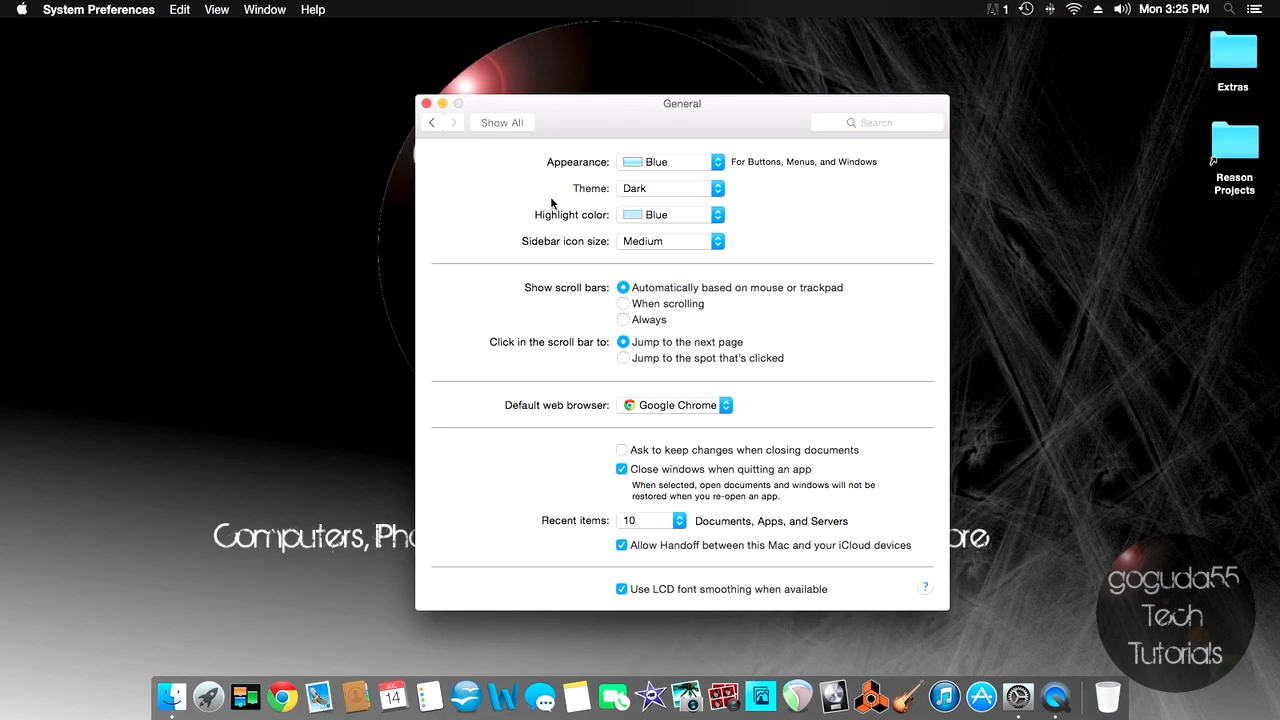 System Preferences Edit View Window Help
1 Mon 3:25 PM
Extras
Reason
Projects
General
Show All
Search
Appearance: Blue For Buttons, Menus, and Windows
Theme: Dark
Highlight color: Blue
Sidebar icon size: Medium
Show scroll bars: Automatically based on mouse or trackpad
When scrolling
Always
Click in the scroll bar to: Jump to the next page
Jump to the spot that's clicked
Default web browser: Google Chrome
Ask to keep changes when closing documents
Close windows when quitting an app
When selected, open documents and windows will not be
restored when you re-open an app.
Recent items: 10 Documents, Apps, and Servers
Allow Handoff between this Mac and your iCloud devices
Use LCD font smoothing when available ?
Computers,
goguda55
Tech
Tutorials
JUL
14